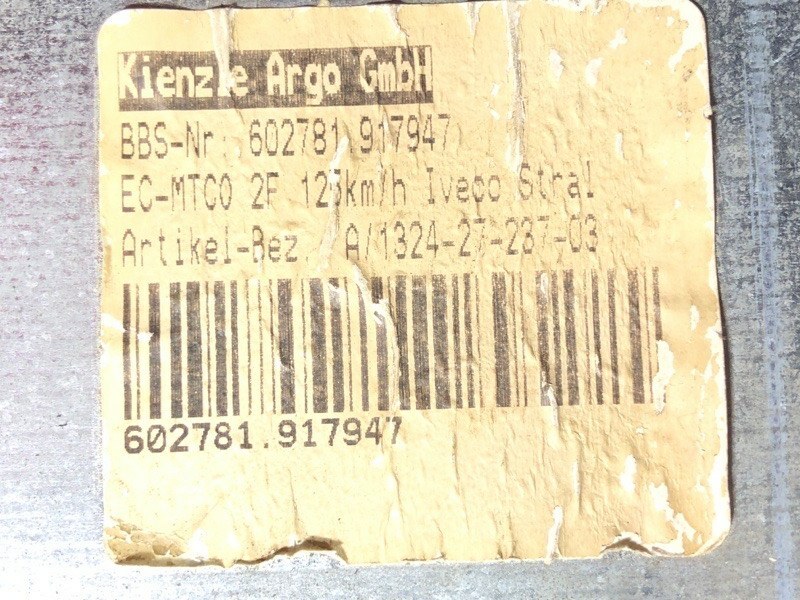 Kienzle Argo GmbH
BBS-Nr. 602781.917947
EC-MTCO 2F 125km/h Iveco Stral
Artikel-Bez. A/1324-27-237-03
602781.917947